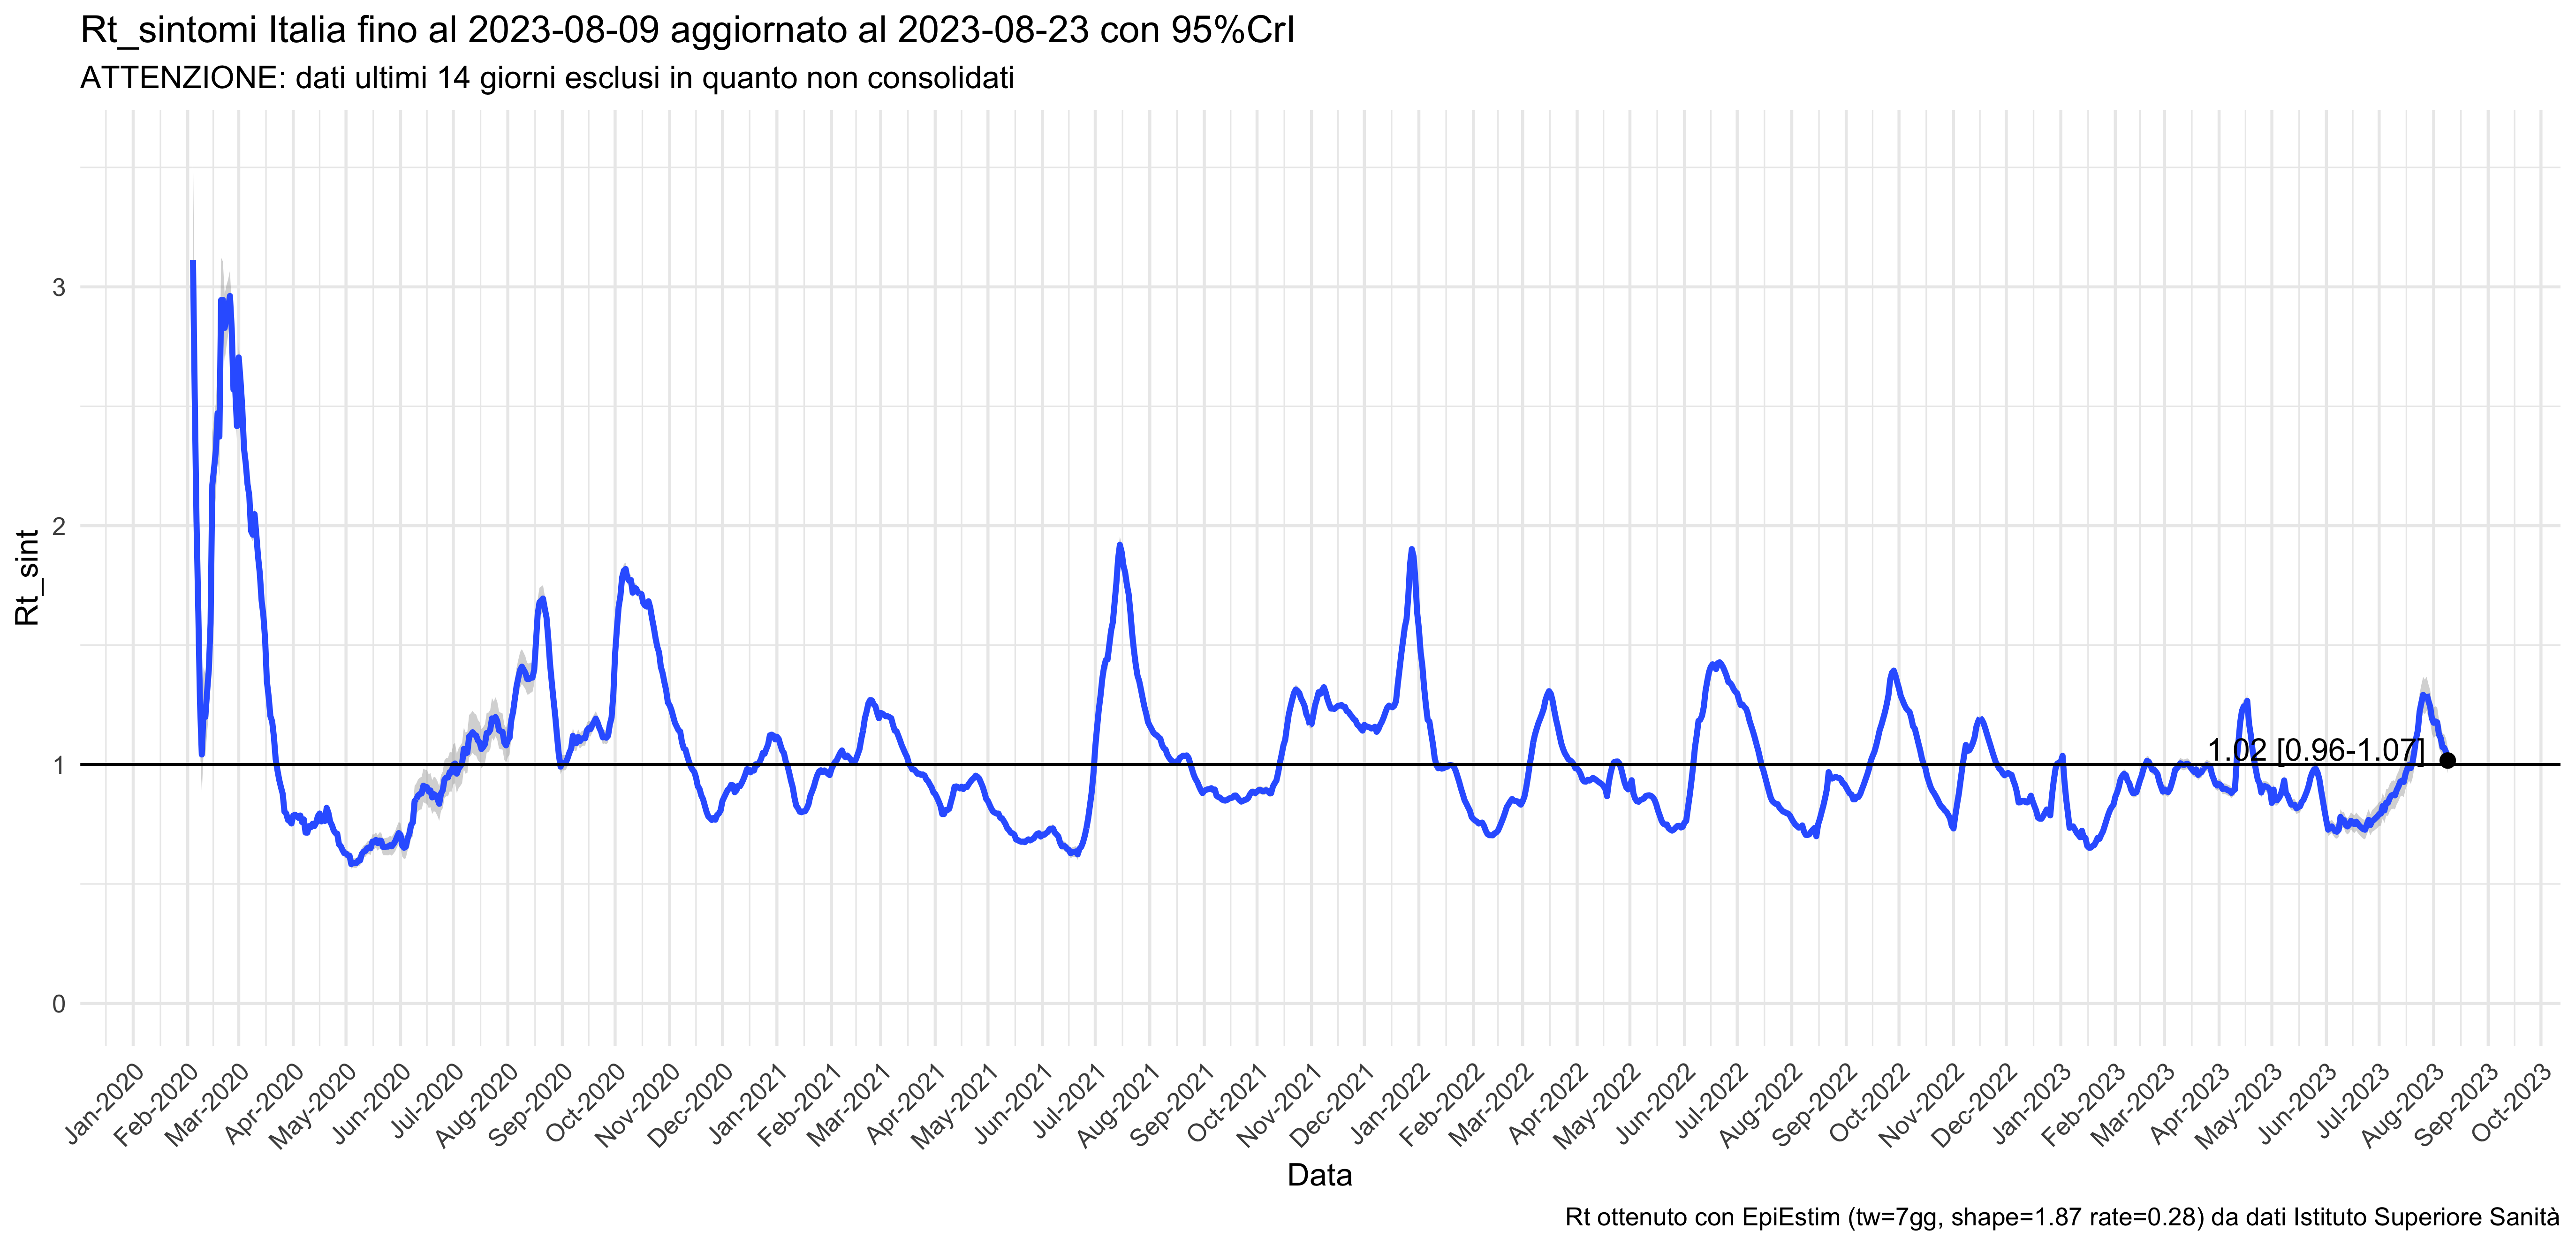 Rt_sintomi Italia fino al 2023-08-09 aggiornato al 2023-08-23 con 95%CrI
ATTENZIONE: dati ultimi 14 giorni esclusi in quanto non consolidati
Rt_sint
3
2
1
0
1.02 [0.96-1.07]
Jan-2020
Feb-2020
Mar-2020
Apr-2020
May-2020
Jun-2020
Jul-2020
Aug-2020
Sep-2020
Oct-2020
Nov-2020
Dec-2020
Jan-2021
Feb-2021
Mar-2021
Apr-2021
May-2021
Jun-2021
Jul-2021
Aug-2021
Sep-2021
Oct-2021
Nov-2021
Dec-2021
Jan-2022
Feb-2022
Mar-2022
Apr-2022
May-2022
Jun-2022
Jul-2022
Aug-2022
Sep-2022
Oct-2022
Nov-2022
Dec-2022
Jan-2023
Feb-2023
Mar-2023
Apr-2023
May-2023
Jun-2023
Jul-2023
Aug-2023
Sep-2023
Oct-2023
Data
Rt ottenuto con EpiEstim (tw=7gg, shape=1.87 rate=0.28) da dati Istituto Superiore Sanità